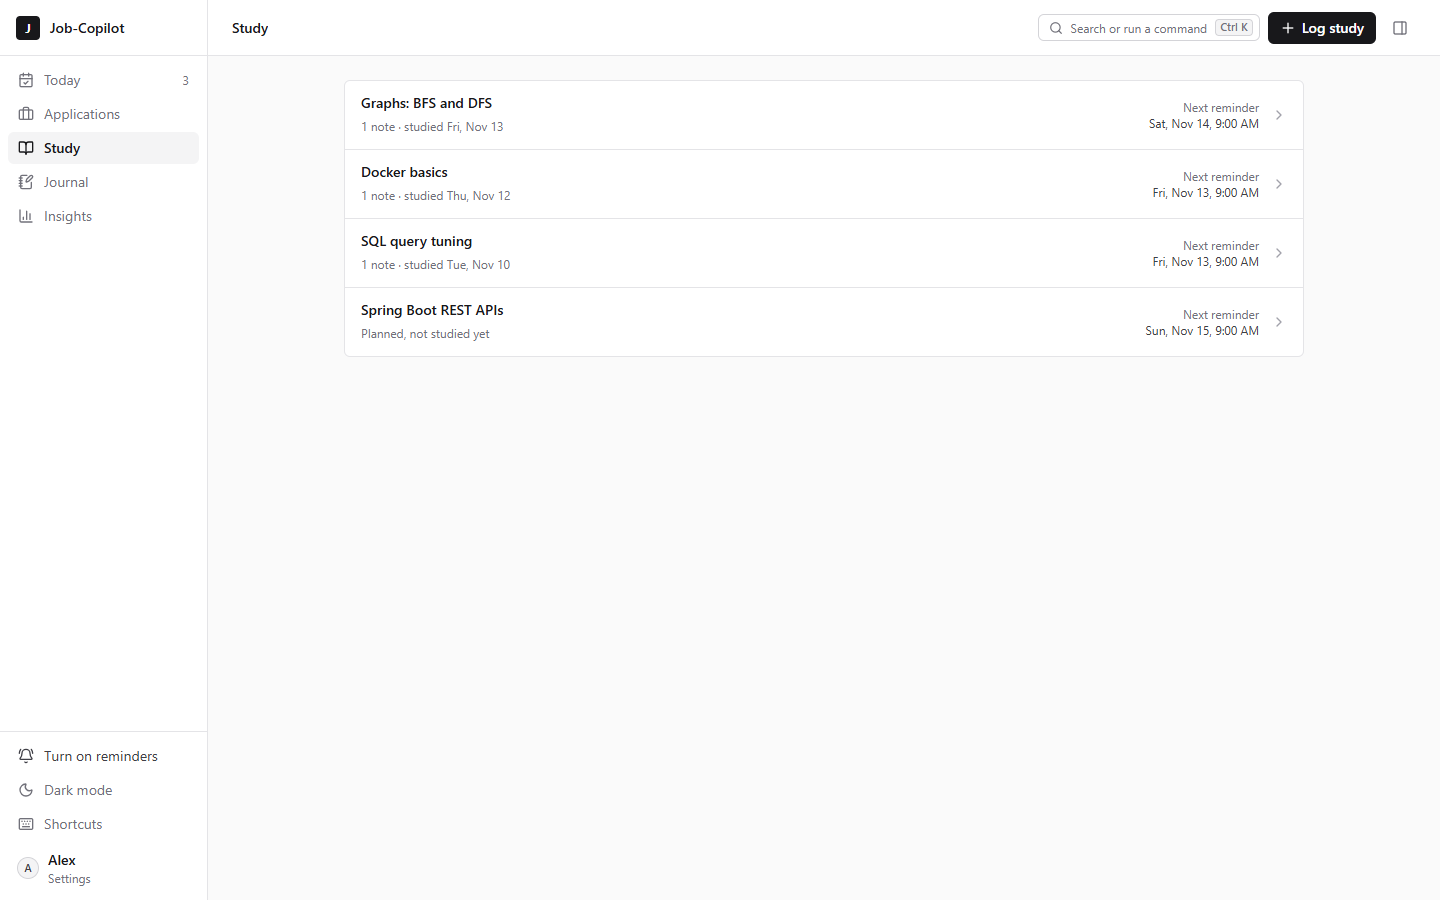 J
Job-Copilot
Study
Search or run a command
Ctrl K
Log study
Today
3
Applications
Study
Journal
Insights
Graphs: BFS and DFS
1 note · studied Fri, Nov 13
Next reminder
Sat, Nov 14, 9:00 AM
Docker basics
1 note · studied Thu, Nov 12
Next reminder
Fri, Nov 13, 9:00 AM
SQL query tuning
1 note · studied Tue, Nov 10
Next reminder
Fri, Nov 13, 9:00 AM
Spring Boot REST APIs
Planned, not studied yet
Next reminder
Sun, Nov 15, 9:00 AM
Turn on reminders
Dark mode
Shortcuts
A
Alex
Settings